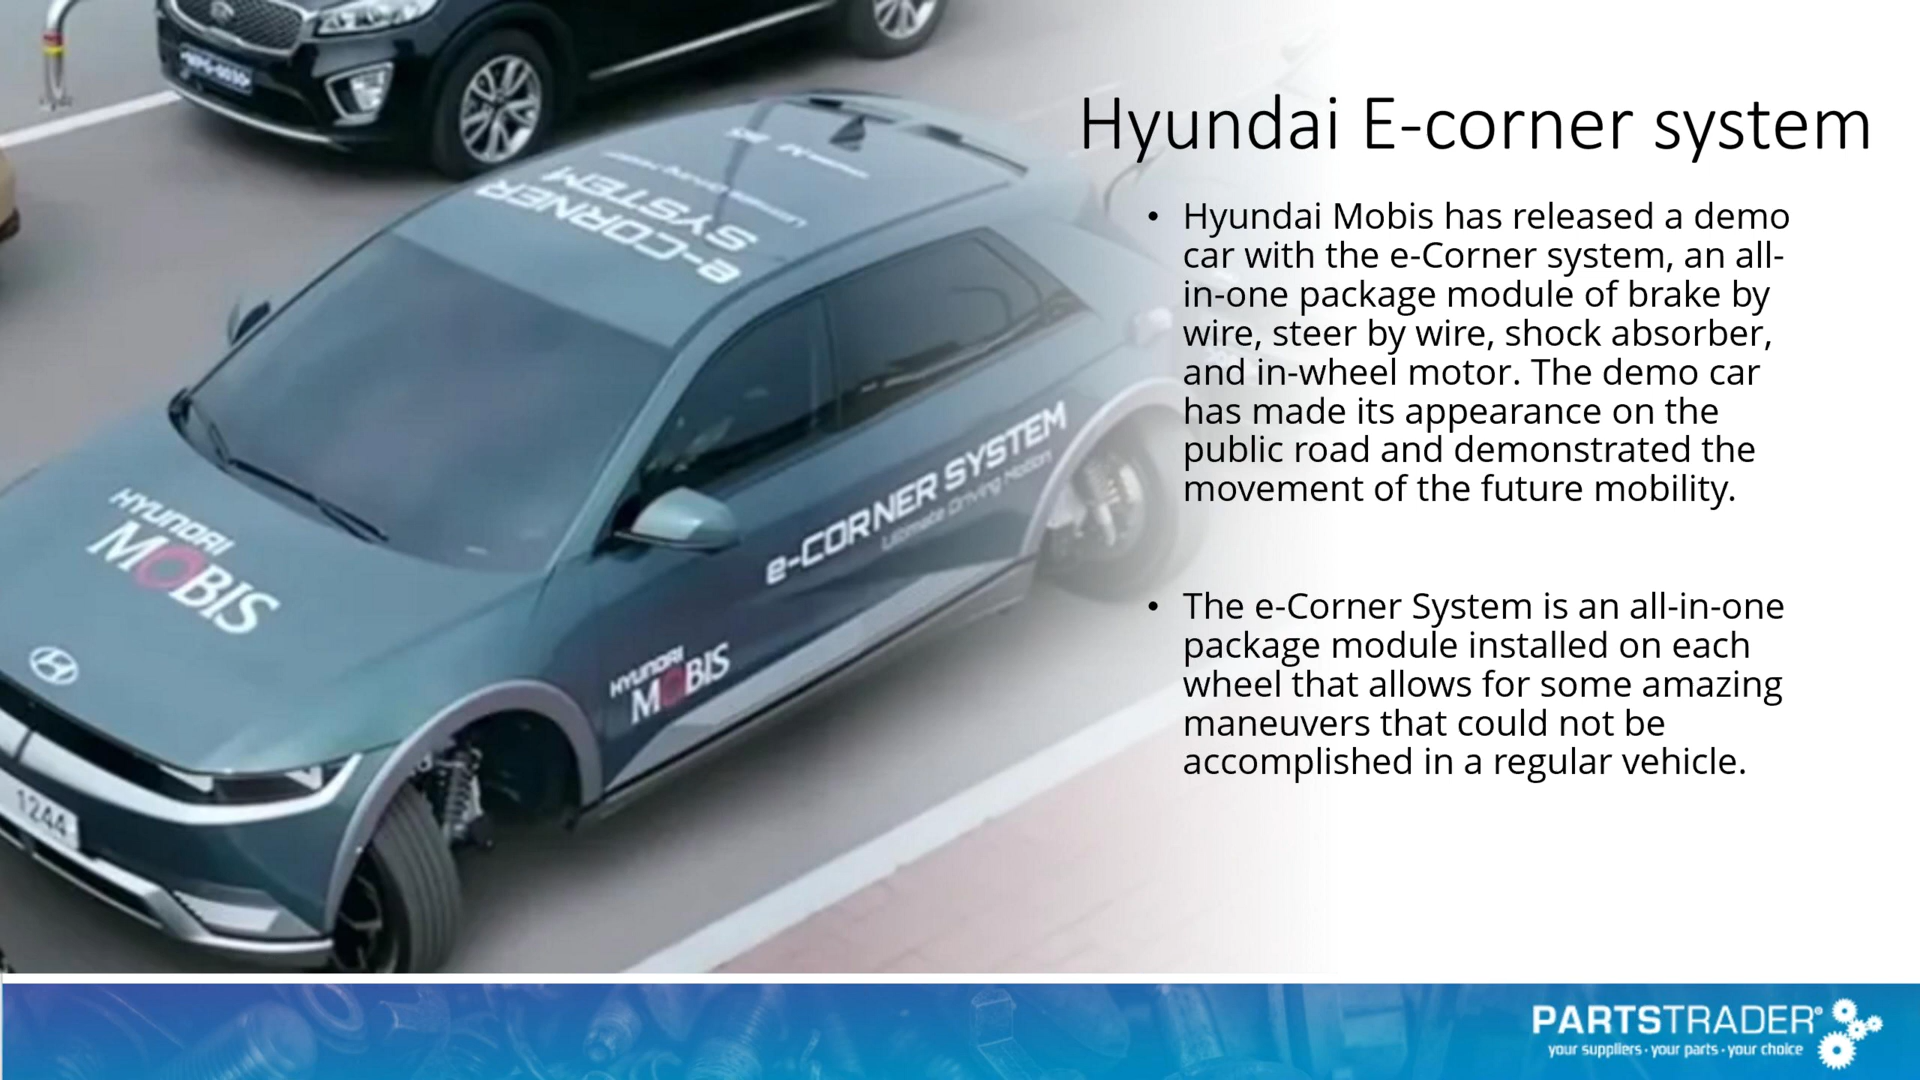 Hyundai E-corner system
• Hyundai Mobis has released a demo
car with the e-Corner system, an all-
in-one package module of brake by
wire, steer by wire, shock absorber,
and in-wheel motor. The demo car
has made its appearance on the
public road and demonstrated the
movement of the future mobility.
• The e-Corner System is an all-in-one
package module installed on each
wheel that allows for some amazing
maneuvers that could not be
accomplished in a regular vehicle.
e-CORNER
SYSTEM
e-CORNER SYSTEM
Ultimate Driving Motion
HYUNDAI
MOBIS
HYUNDAI
MOBIS
1244
PARTSTRADER®
your suppliers · your parts · your choice